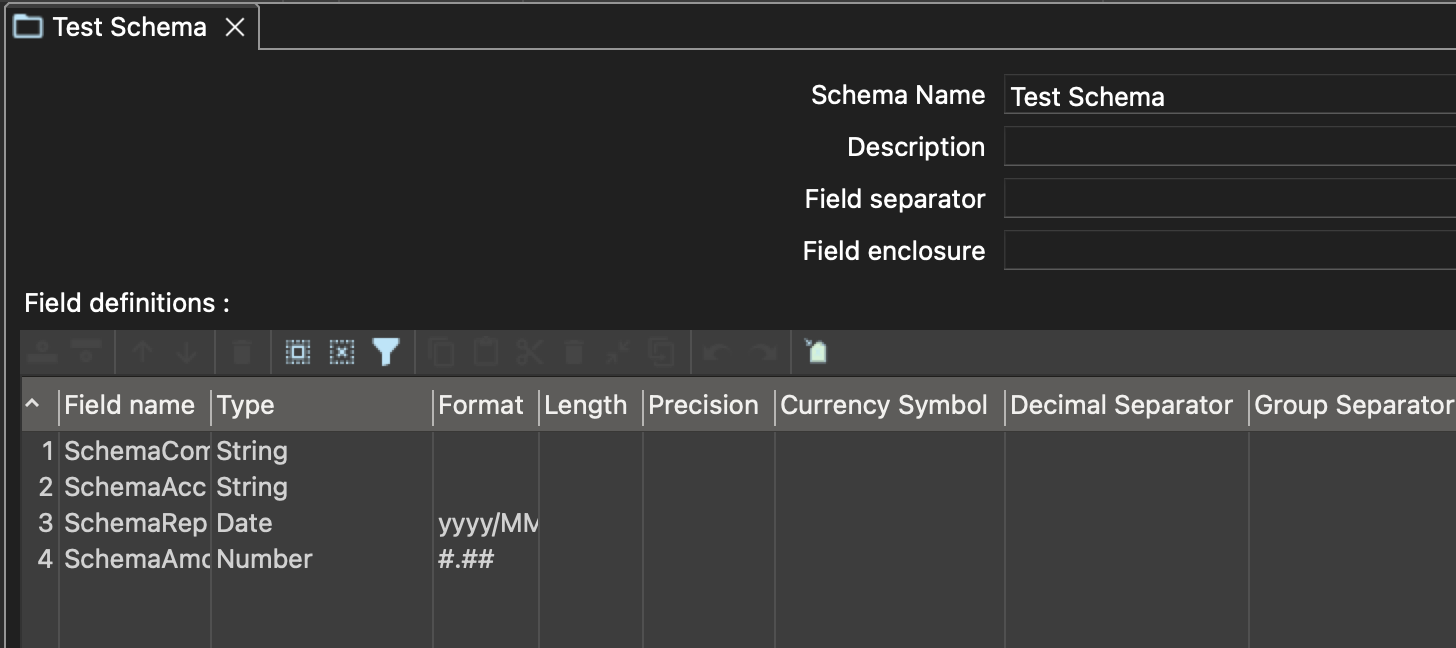 Test Schema
Schema Name Test Schema
Description
Field separator
Field enclosure
Field definitions :
Field name Type Format Length Precision Currency Symbol Decimal Separator Group Separator
1 SchemaCom String
2 SchemaAcc String
3 SchemaRep Date yyyy/MM
4 SchemaAmo Number #.##